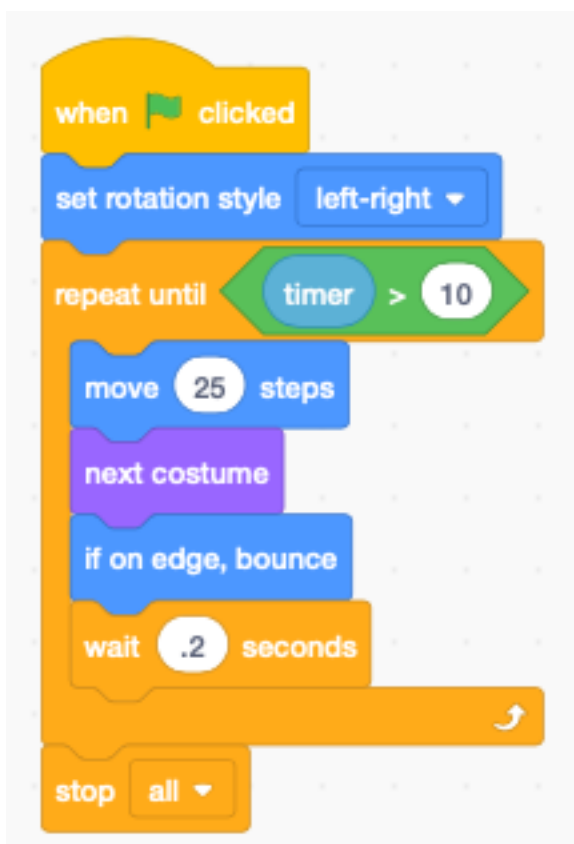 when clicked
set rotation style left-right
repeat until timer > 10
move 25 steps
next costume
if on edge, bounce
wait .2 seconds
stop all